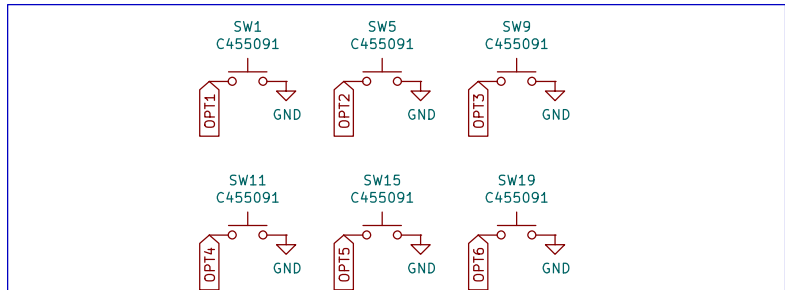 SW1 SW5 SW9
C455091 C455091 C455091
OPT1 GND OPT2 GND OPT3 GND
SW11 SW15 SW19
C455091 C455091 C455091
OPT4 GND OPT5 GND OPT6 GND